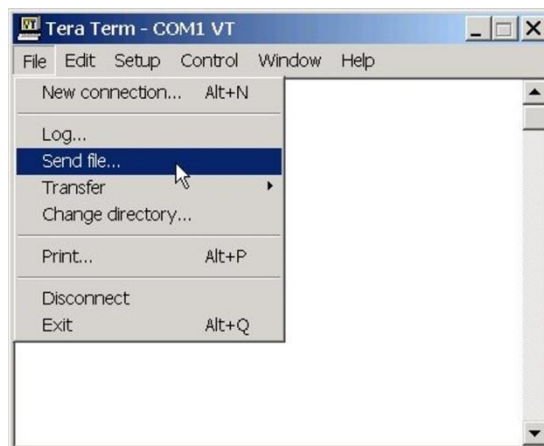 VT Tera Term - COM1 VT
File Edit Setup Control Window Help
New connection... Alt+N
Log...
Send file...
Transfer
Change directory...
Print... Alt+P
Disconnect
Exit Alt+Q